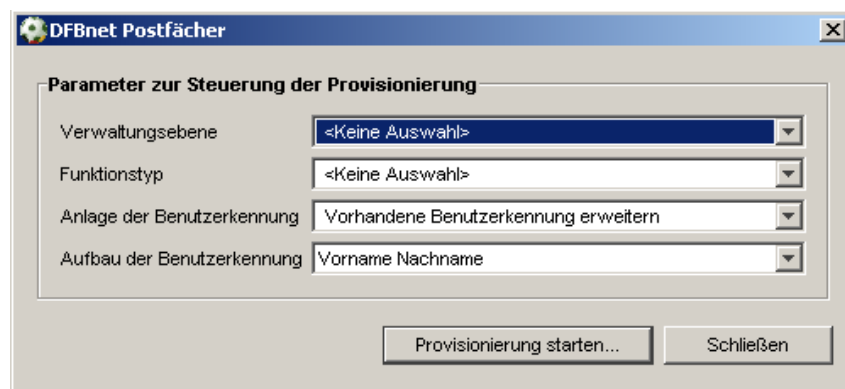 DFBnet Postfächer
Parameter zur Steuerung der Provisionierung
Verwaltungsebene <Keine Auswahl>
Funktionstyp <Keine Auswahl>
Anlage der Benutzerkennung Vorhandene Benutzerkennung erweitern
Aufbau der Benutzerkennung Vorname Nachname
Provisionierung starten... Schließen